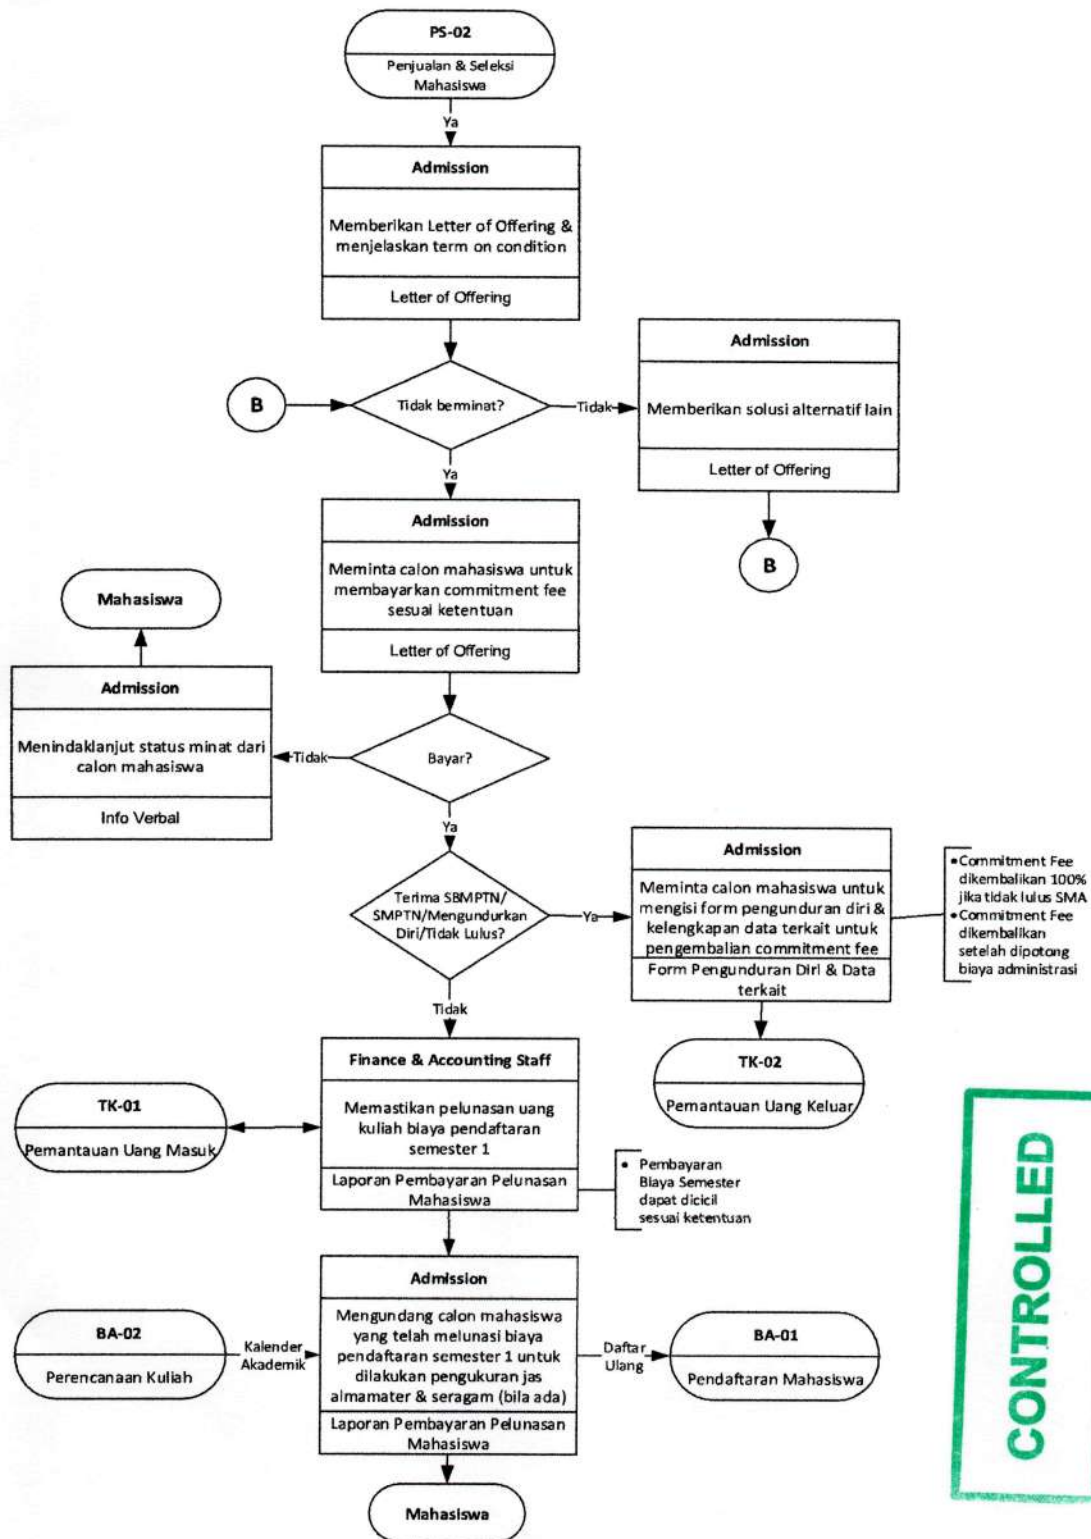 PS-02
Penjualan & Seleksi
Mahasiswa
Ya
Admission
Memberikan Letter of Offering &
menjelaskan term on condition
Letter of Offering
Admission
Memberikan solusi alternatif lain
Letter of Offering
B
Tidak berminat?
Tidak
Ya
B
Admission
Meminta calon mahasiswa untuk
membayarkan commitment fee
sesuai ketentuan
Letter of Offering
Mahasiswa
Admission
Menindaklanjut status minat dari
calon mahasiswa
Info Verbal
Tidak
Bayar?
Ya
Terima SBMPTN/
SMPTN/Mengundurkan
Diri/Tidak Lulus?
Ya
Admission
Meminta calon mahasiswa untuk
mengisi form pengunduran diri &
kelengkapan data terkait untuk
pengembalian commitment fee
Form Pengunduran Diri & Data
terkait
•Commitment Fee
dikembalikan 100%
jika tidak lulus SMA
•Commitment Fee
dikembalikan
setelah dipotong
biaya administrasi
Tidak
TK-02
Pemantauan Uang Keluar
Finance & Accounting Staff
Memastikan pelunasan uang
kuliah biaya pendaftaran
semester 1
Laporan Pembayaran Pelunasan
Mahasiswa
TK-01
Pemantauan Uang Masuk
• Pembayaran
Biaya Semester
dapat dicicil
sesuai ketentuan
Admission
Mengundang calon mahasiswa
yang telah melunasi biaya
pendaftaran semester 1 untuk
dilakukan pengukuran jas
almamater & seragam (bila ada)
Laporan Pembayaran Pelunasan
Mahasiswa
BA-02
Perencanaan Kuliah
Kalender
Akademik
Daftar
Ulang
BA-01
Pendaftaran Mahasiswa
Mahasiswa
CONTROLLED